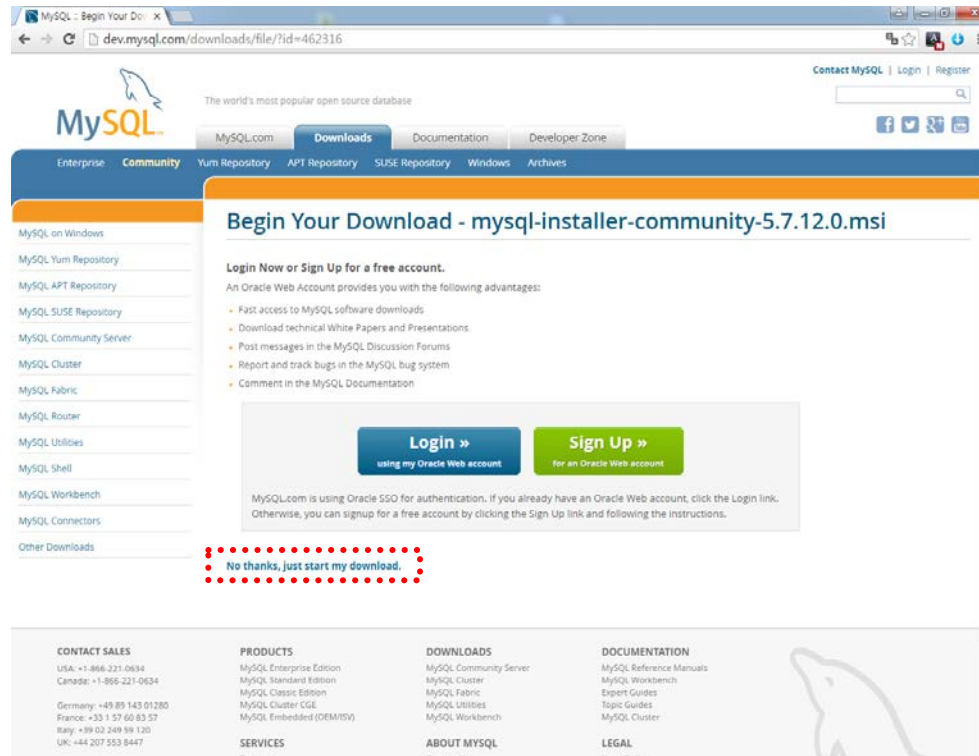 MySQL :: Begin Your Dow
dev.mysql.com/downloads/file/?id=462316
Contact MySQL | Login | Register
The world's most popular open source database
MySQL
MySQL.com Downloads Documentation Developer Zone
Enterprise Community Yum Repository APT Repository SUSE Repository Windows Archives
Begin Your Download - mysql-installer-community-5.7.12.0.msi
MySQL on Windows
MySQL Yum Repository
MySQL APT Repository
MySQL SUSE Repository
MySQL Community Server
MySQL Cluster
MySQL Fabric
MySQL Router
MySQL Utilities
MySQL Shell
MySQL Workbench
MySQL Connectors
Other Downloads
Login Now or Sign Up for a free account.
An Oracle Web Account provides you with the following advantages:
Fast access to MySQL software downloads
Download technical White Papers and Presentations
Post messages in the MySQL Discussion Forums
Report and track bugs in the MySQL bug system
Comment in the MySQL Documentation
Login »
using my Oracle Web account
Sign Up »
for an Oracle Web account
MySQL.com is using Oracle SSO for authentication. If you already have an Oracle Web account, click the Login link.
Otherwise, you can signup for a free account by clicking the Sign Up link and following the instructions.
No thanks, just start my download.
CONTACT SALES
USA: +1-866-221-0634
Canada: +1-866-221-0634
Germany: +49 89 143 01280
France: +33 1 57 60 83 57
Italy: +39 02 249 59 120
UK: +44 207 553 8447
PRODUCTS
MySQL Enterprise Edition
MySQL Standard Edition
MySQL Classic Edition
MySQL Cluster CGE
MySQL Embedded (OEM/ISV)
SERVICES
DOWNLOADS
MySQL Community Server
MySQL Cluster
MySQL Fabric
MySQL Utilities
MySQL Workbench
ABOUT MYSQL
DOCUMENTATION
MySQL Reference Manuals
MySQL Workbench
Expert Guides
Topic Guides
MySQL Cluster
LEGAL